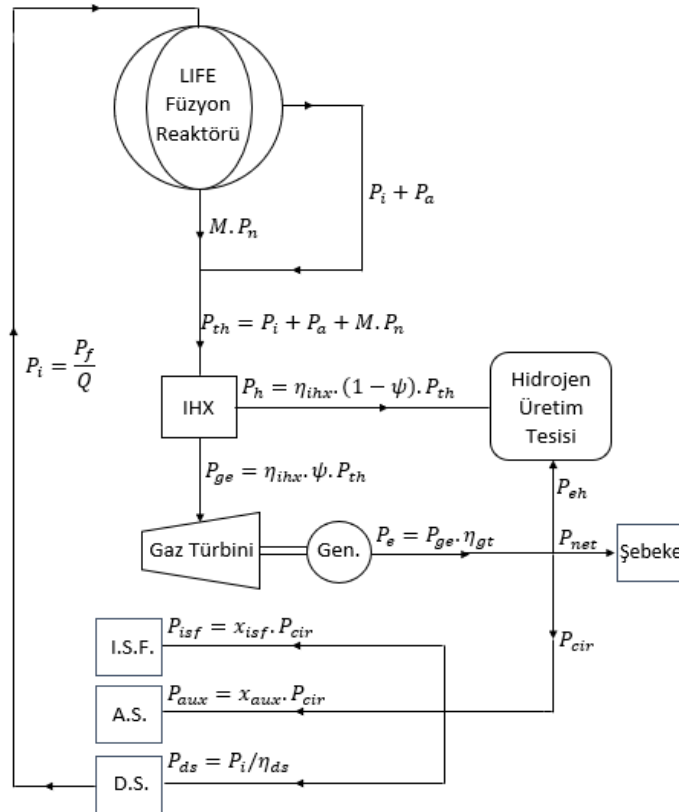 LIFE
Füzyon
Reaktörü
P_i + P_a
M.P_n
P_th = P_i + P_a + M.P_n
P_i = P_f / Q
IHX
P_h = η_ihx.(1 − ψ).P_th
Hidrojen
Üretim
Tesisi
P_ge = η_ihx.ψ.P_th
P_eh
Gaz Türbini
Gen.
P_e = P_ge.η_gt
P_net
Şebeke
I.S.F.
P_isf = x_isf.P_cir
P_cir
A.S.
P_aux = x_aux.P_cir
D.S.
P_ds = P_i/η_ds